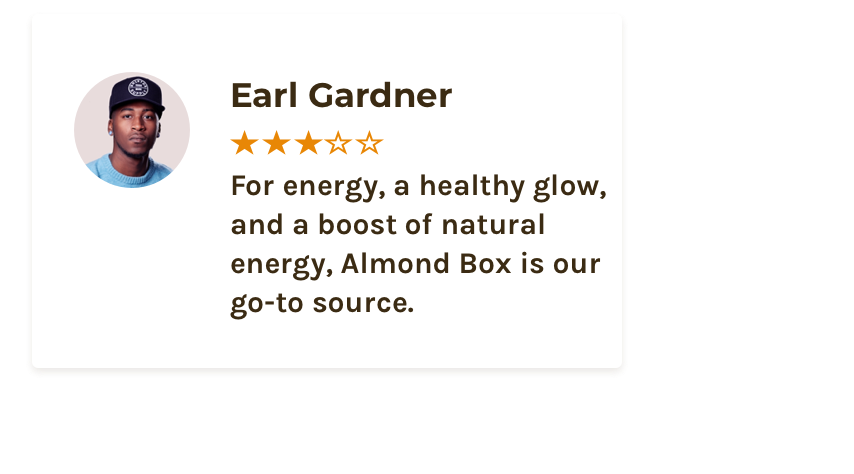 Earl Gardner
★★★☆☆
For energy, a healthy glow,
and a boost of natural
energy, Almond Box is our
go-to source.